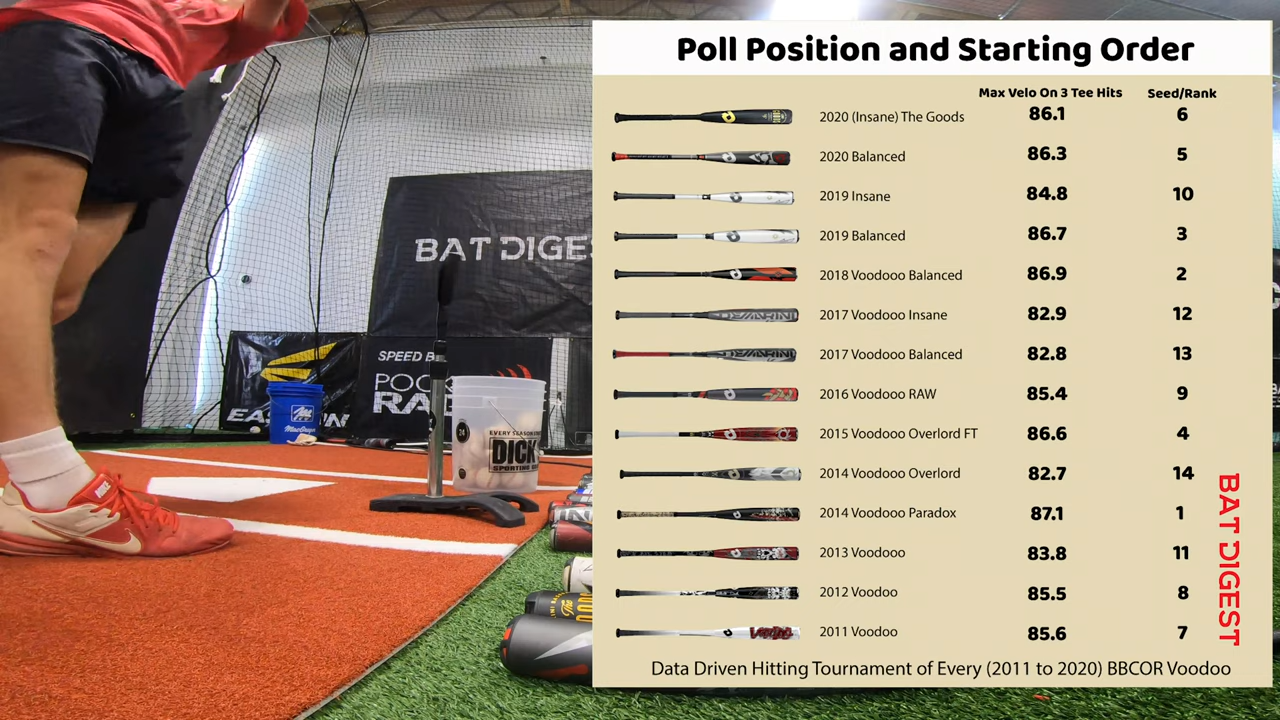 Poll Position and Starting Order
Max Velo On 3 Tee Hits Seed/Rank
2020 (Insane) The Goods 86.1 6
2020 Balanced 86.3 5
2019 Insane 84.8 10
2019 Balanced 86.7 3
2018 Voodooo Balanced 86.9 2
2017 Voodooo Insane 82.9 12
2017 Voodooo Balanced 82.8 13
2016 Voodooo RAW 85.4 9
2015 Voodooo Overlord FT 86.6 4
2014 Voodooo Overlord 82.7 14
2014 Voodooo Paradox 87.1 1
2013 Voodooo 83.8 11
2012 Voodoo 85.5 8
2011 Voodoo 85.6 7
Data Driven Hitting Tournament of Every (2011 to 2020) BBCOR Voodoo
BAT DIGEST
BAT DIGES
SPEED B
POC
RA
EAS
EVERY SEASON
DICK
SPORTING
24
The